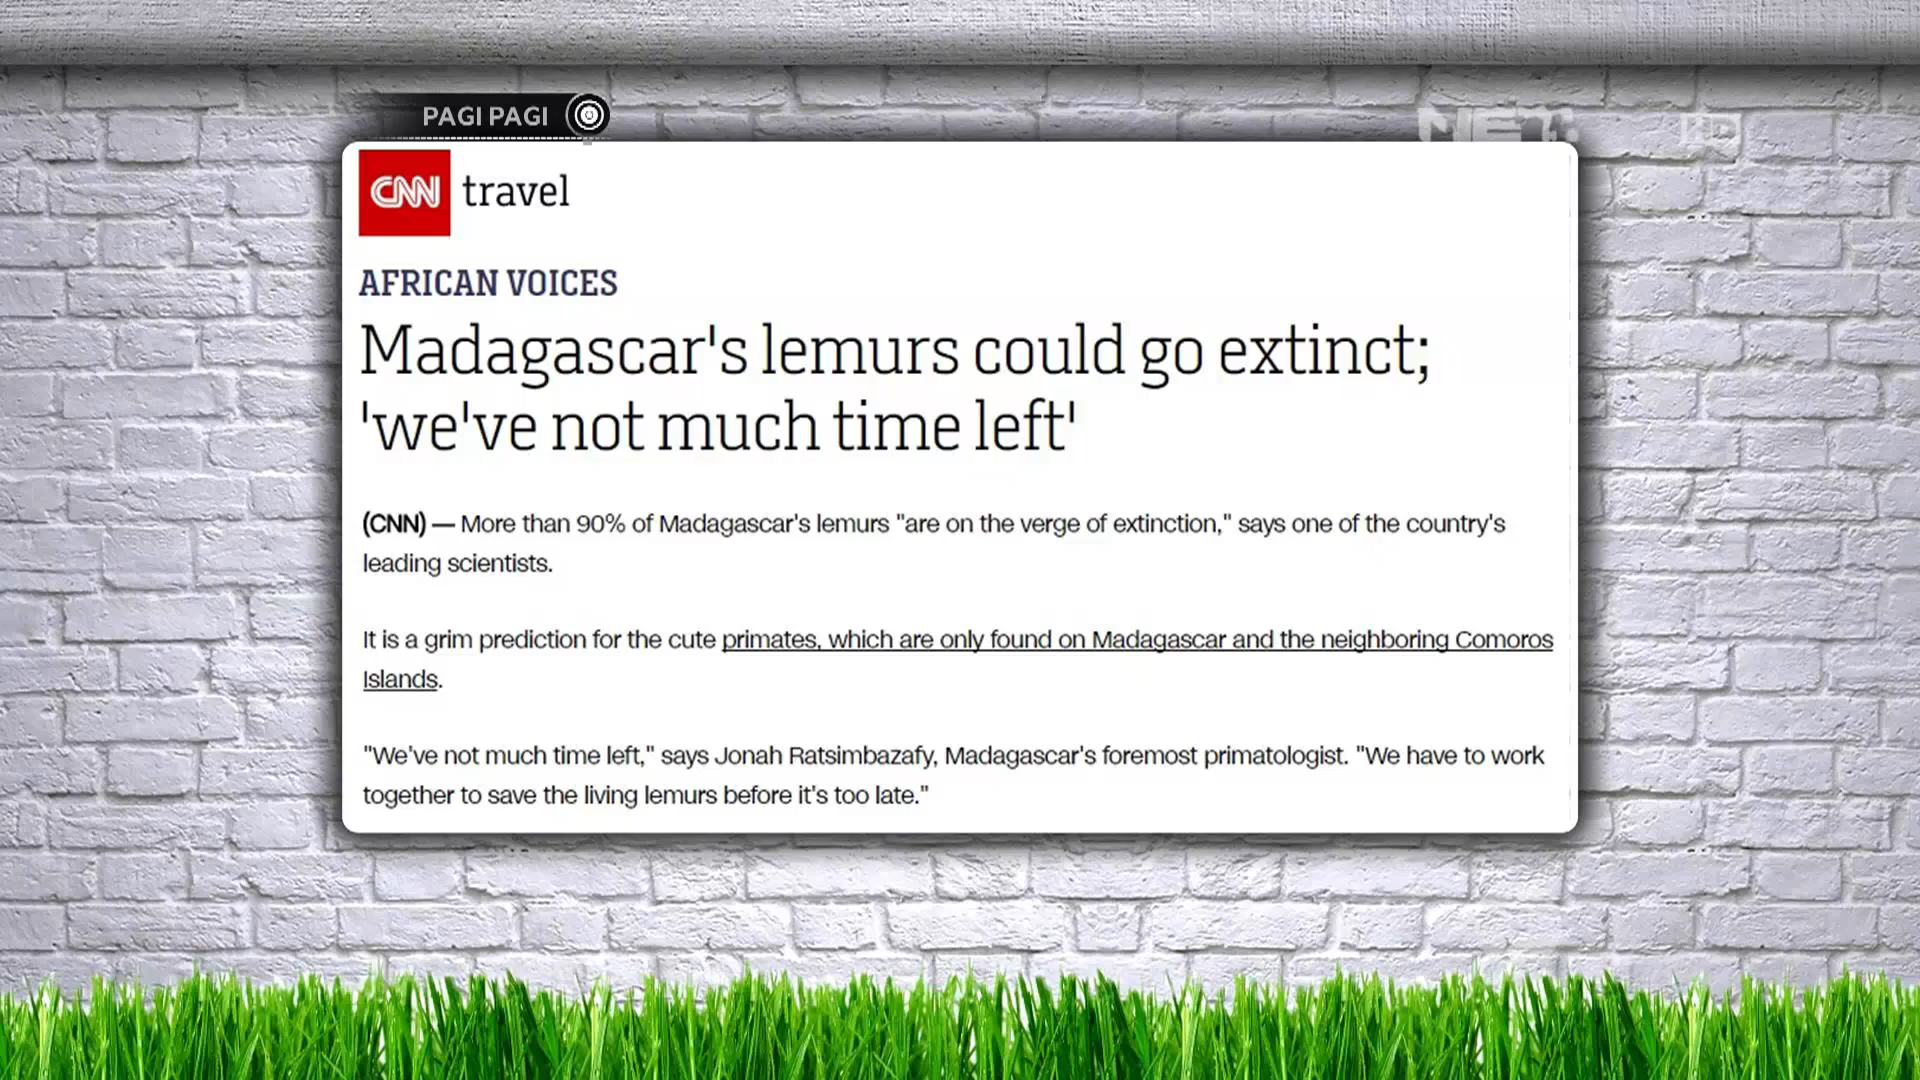 PAGI PAGI
NET.
HD
CNN travel
AFRICAN VOICES
Madagascar's lemurs could go extinct;
'we've not much time left'
(CNN) — More than 90% of Madagascar's lemurs "are on the verge of extinction," says one of the country's
leading scientists.
It is a grim prediction for the cute primates, which are only found on Madagascar and the neighboring Comoros
Islands.
"We've not much time left," says Jonah Ratsimbazafy, Madagascar's foremost primatologist. "We have to work
together to save the living lemurs before it's too late."